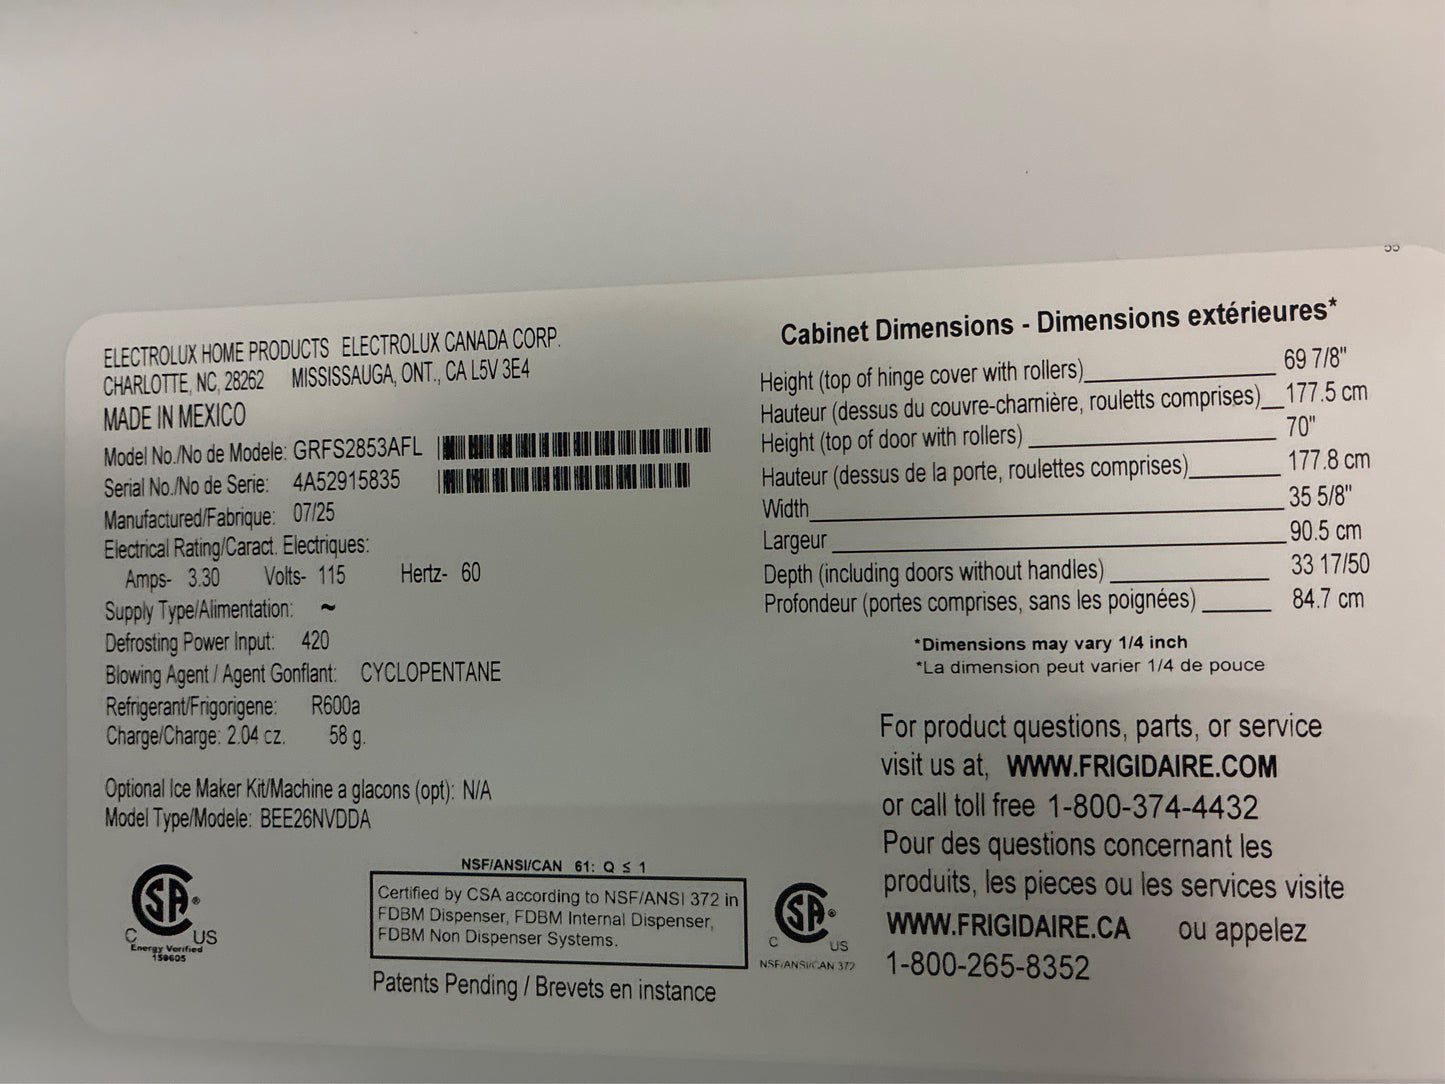 ELECTROLUX HOME PRODUCTS ELECTROLUX CANADA CORP.
CHARLOTTE, NC, 28262 MISSISSAUGA, ONT., CA L5V 3E4
MADE IN MEXICO
Model No./No de Modele: GRFS2853AFL
Serial No./No de Serie: 4A52915835
Manufactured/Fabrique: 07/25
Electrical Rating/Caract. Electriques:
Amps- 3.30 Volts- 115 Hertz- 60
Supply Type/Alimentation: ~
Defrosting Power Input: 420
Blowing Agent / Agent Gonflant: CYCLOPENTANE
Refrigerant/Frigorigene: R600a
Charge/Charge: 2.04 cz. 58 g.
Optional Ice Maker Kit/Machine a glacons (opt): N/A
Model Type/Modele: BEE26NVDDA
SA®
C US
Energy Verified
159605
NSF/ANSI/CAN 61: Q ≤ 1
Certified by CSA according to NSF/ANSI 372 in
FDBM Dispenser, FDBM Internal Dispenser,
FDBM Non Dispenser Systems.
Patents Pending / Brevets en instance
SA®
C US
NSF/ANSI/CAN 372
Cabinet Dimensions - Dimensions extérieures*
Height (top of hinge cover with rollers) 69 7/8"
Hauteur (dessus du couvre-charnière, rouletts comprises) 177.5 cm
Height (top of door with rollers) 70"
Hauteur (dessus de la porte, roulettes comprises) 177.8 cm
Width 35 5/8"
Largeur 90.5 cm
Depth (including doors without handles) 33 17/50
Profondeur (portes comprises, sans les poignées) 84.7 cm
*Dimensions may vary 1/4 inch
*La dimension peut varier 1/4 de pouce
For product questions, parts, or service
visit us at, WWW.FRIGIDAIRE.COM
or call toll free 1-800-374-4432
Pour des questions concernant les
produits, les pieces ou les services visite
WWW.FRIGIDAIRE.CA ou appelez
1-800-265-8352